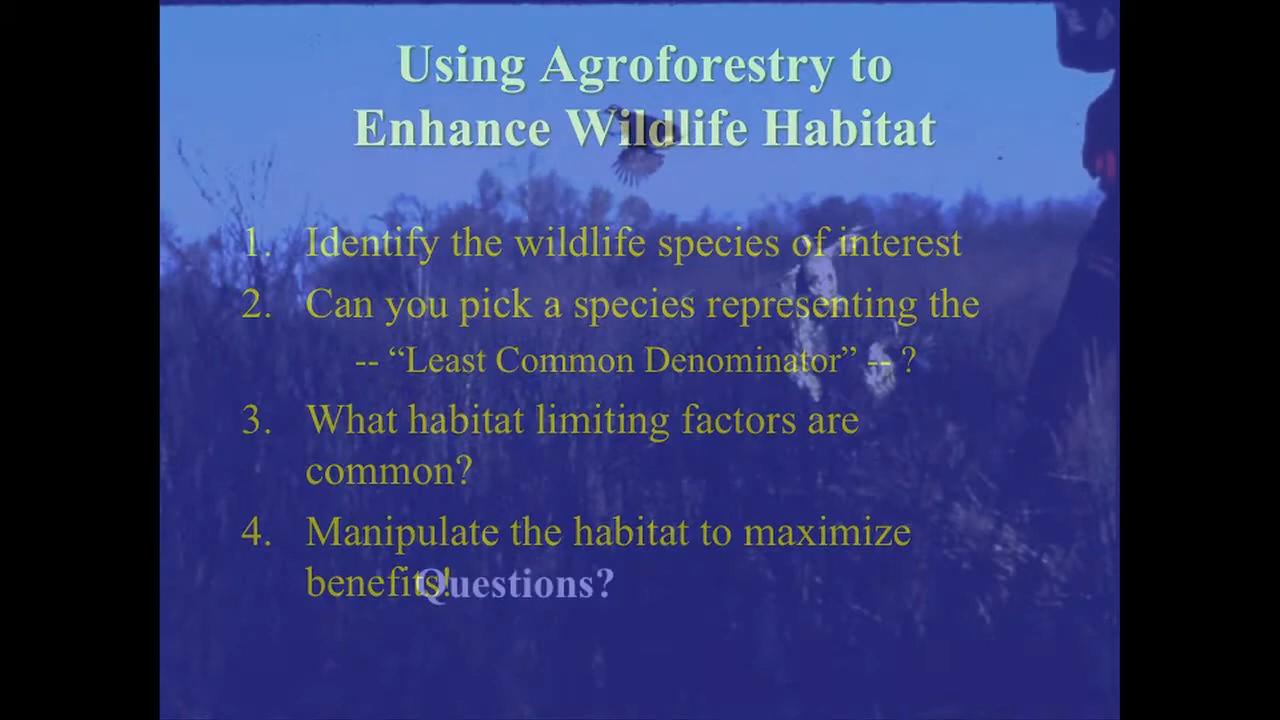 Using Agroforestry to
Enhance Wildlife Habitat
1. Identify the wildlife species of interest
2. Can you pick a species representing the
-- “Least Common Denominator” -- ?
3. What habitat limiting factors are
common?
4. Manipulate the habitat to maximize
benefits!
Questions?